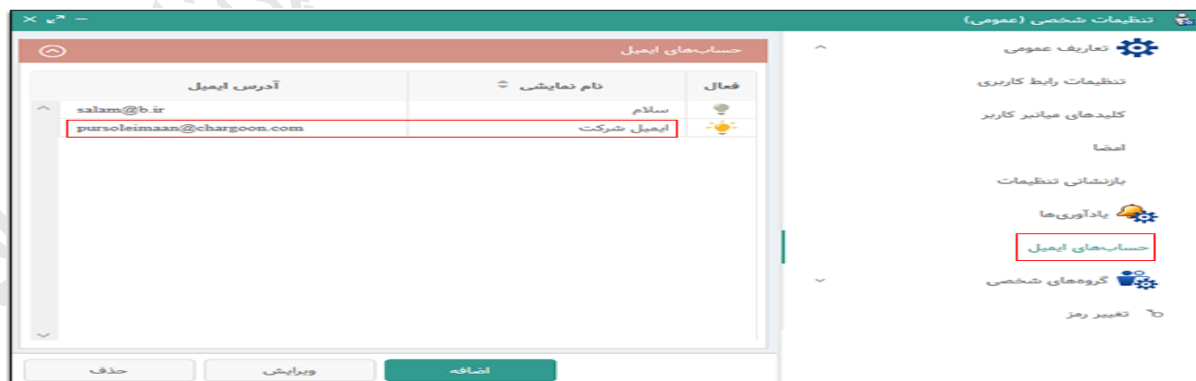 تنظیمات شخصی (عمومی)
تعاریف عمومی
تنظیمات رابط کاربری
کلیدهای میانبر کاربر
امضا
بازنشانی تنظیمات
یادآوری‌ها
حساب‌های ایمیل
گروه‌های شخصی
تغییر رمز
حساب‌های ایمیل
فعال نام نمایشی آدرس ایمیل
سلام salam@b.ir
ایمیل شرکت pursoleimaan@chargoon.com
اضافه ویرایش حذف